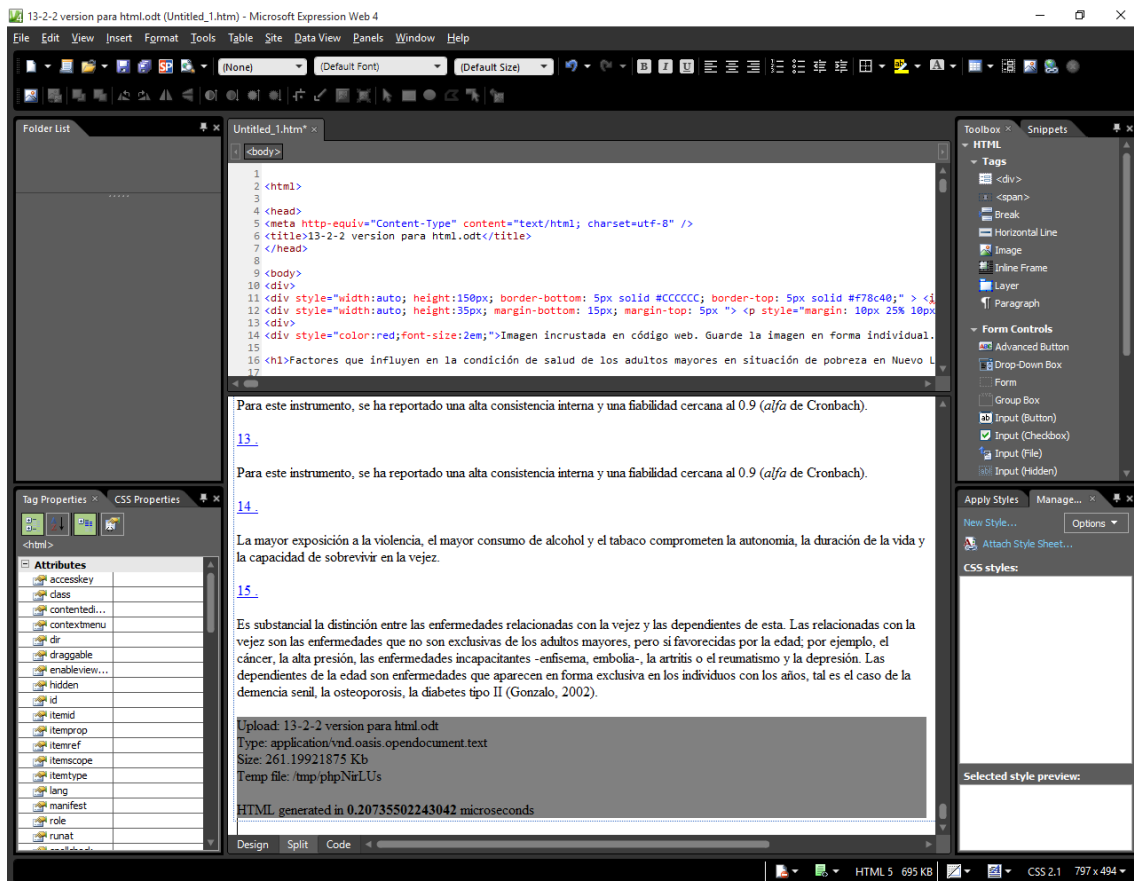 13-2-2 version para html.odt (Untitled_1.htm) - Microsoft Expression Web 4
File Edit View Insert Format Tools Table Site Data View Panels Window Help
(None) (Default Font) (Default Size) B I U
Folder List
Untitled_1.htm*
<body>
1
2 <html>
3
4 <head>
5 <meta http-equiv="Content-Type" content="text/html; charset=utf-8" />
6 <title>13-2-2 version para html.odt</title>
7 </head>
8
9 <body>
10 <div>
11 <div style="width:auto; height:150px; border-bottom: 5px solid #CCCCCC; border-top: 5px solid #f78c40;" > <i
12 <div style="width:auto; height:35px; margin-bottom: 15px; margin-top: 5px "> <p style="margin: 10px 25% 10px
13 <div>
14 <div style="color:red;font-size:2em;">Imagen incrustada en código web. Guarde la imagen en forma individual.
15
16 <h1>Factores que influyen en la condición de salud de los adultos mayores en situación de pobreza en Nuevo L
17
Para este instrumento, se ha reportado una alta consistencia interna y una fiabilidad cercana al 0.9 (alfa de Cronbach).
13 .
Para este instrumento, se ha reportado una alta consistencia interna y una fiabilidad cercana al 0.9 (alfa de Cronbach).
14 .
La mayor exposición a la violencia, el mayor consumo de alcohol y el tabaco comprometen la autonomia, la duración de la vida y
la capacidad de sobrevivir en la vejez.
15 .
Es substancial la distinción entre las enfermedades relacionadas con la vejez y las dependientes de esta. Las relacionadas con la
vejez son las enfermedades que no son exclusivas de los adultos mayores, pero si favorecidas por la edad; por ejemplo, el
cáncer, la alta presión, las enfermedades incapacitantes -enfisema, embolia-, la artritis o el reumatismo y la depresión. Las
dependientes de la edad son enfermedades que aparecen en forma exclusiva en los individuos con los años, tal es el caso de la
demencia senil, la osteoporosis, la diabetes tipo II (Gonzalo, 2002).
Upload: 13-2-2 version para html.odt
Type: application/vnd.oasis.opendocument.text
Size: 261.19921875 Kb
Temp file: /tmp/phpNirLUs
HTML generated in 0.20735502243042 microseconds
Design Split Code
Tag Properties CSS Properties
<html>
Attributes
accesskey
class
contentedi...
contextmenu
dir
draggable
enableview...
hidden
id
itemid
itemprop
itemref
itemscope
itemtype
lang
manifest
role
runat
Toolbox Snippets
HTML
Tags
<div>
<span>
Break
Horizontal Line
Image
Inline Frame
Layer
Paragraph
Form Controls
Advanced Button
Drop-Down Box
Form
Group Box
Input (Button)
Input (Checkbox)
Input (File)
Input (Hidden)
Apply Styles Manage...
New Style... Options
Attach Style Sheet...
CSS styles:
Selected style preview:
HTML 5 695 KB CSS 2.1 797 x 494